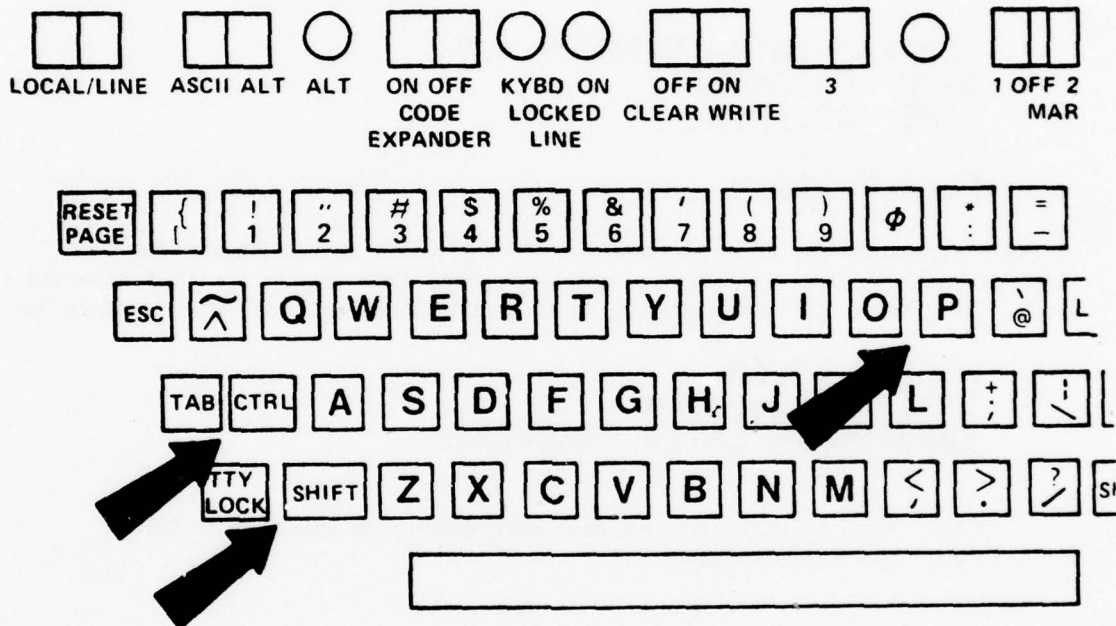 LOCAL/LINE ASCII ALT ALT ON OFF KYBD ON OFF ON 3 1 OFF 2
CODE LOCKED CLEAR WRITE MAR
EXPANDER LINE
RESET { ! " # $ % & ' ( ) * =
PAGE [ 1 2 3 4 5 6 7 8 9 Φ : –
ESC ~ Q W E R T Y U I O P ` L
^ @
TAB CTRL A S D F G H J L + ¦
; \
TTY SHIFT Z X C V B N M < > ? SH
LOCK , . /